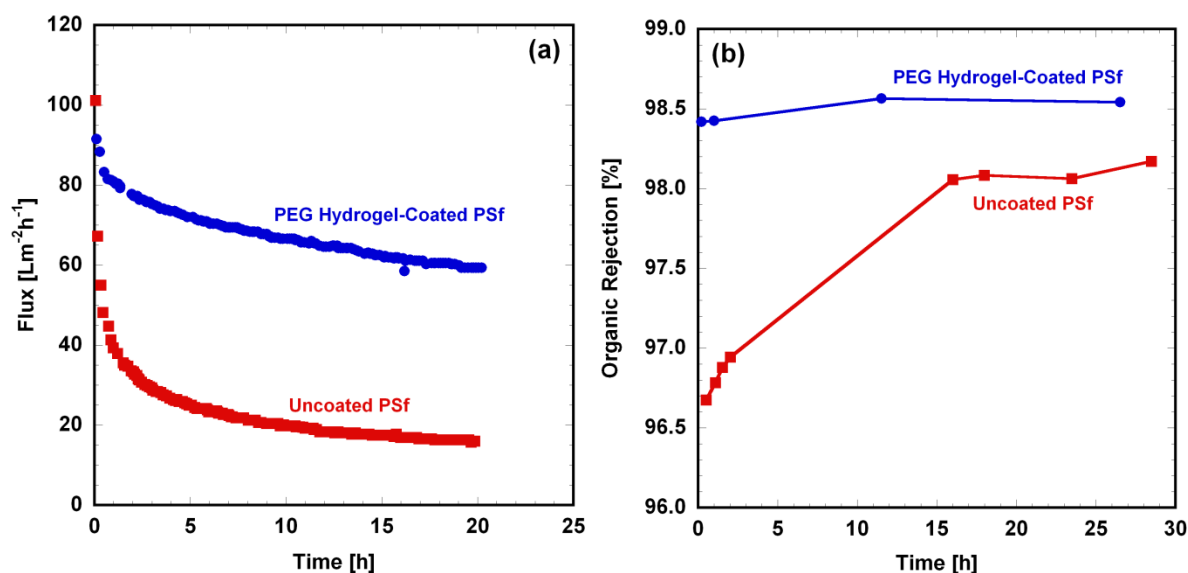 (a)
120
100
80
60
40
20
0
Flux [Lm⁻²h⁻¹]
PEG Hydrogel-Coated PSf
Uncoated PSf
0 5 10 15 20 25
Time [h]
(b)
99.0
98.5
98.0
97.5
97.0
96.5
96.0
Organic Rejection [%]
PEG Hydrogel-Coated PSf
Uncoated PSf
0 5 10 15 20 25 30
Time [h]